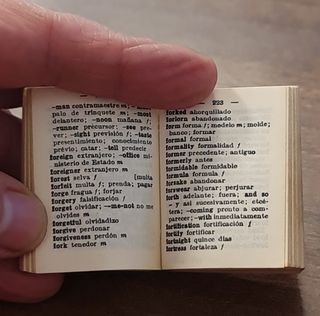 -man contramaestre m; -most
palo de trinquete m; -most
delantero; -noon mañana f;
-runner precursor; -see pre-
ver; -sight previsión f; -taste
presentimiento; conocimiento
prévio; catar; -tell predecir
foreign extranjero; -office mi-
nisterio de Estado m
foreigner extranjero m
forest selva f [multa
forfeit multa f; prenda; pagar
forge fragua f; forjar
forgery falsificación f
forget olvidar; -me-not no me
olvides m
forgetful olvidadizo
forgive perdonar
forgiveness perdón m
fork tenedor m
— 223 —
forked ahorquillado
forlorn abandonado
form forma f; modelo m; molde;
banco; formar
formal formal
formality formalidad f
former precedente; antiguo
formerly antes
formidable formidable
formula formula f
forsake abandonar
forswear abjurar; perjurar
forth adelante; fuera; and so
- y así sucesivamente, etcé-
tera; -coming pronto a com-
parecer; -with inmediatamente
fortification fortificación f
fortify fortificar
fortnight quince días
fortress fortaleza f